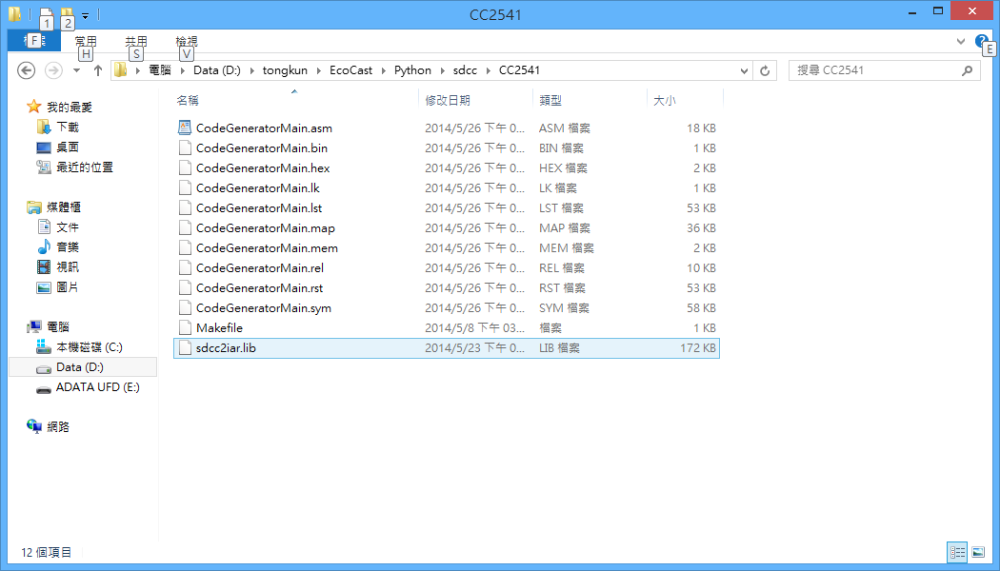 CC2541
1 2
F
常用 共用 檢視
H S V E
電腦 Data (D:) tongkun EcoCast Python sdcc CC2541
搜尋 CC2541
我的最愛
下載
桌面
最近的位置
媒體櫃
文件
音樂
視訊
圖片
電腦
本機磁碟 (C:)
Data (D:)
ADATA UFD (E:)
網路
名稱 修改日期 類型 大小
CodeGeneratorMain.asm 2014/5/26 下午 0... ASM 檔案 18 KB
CodeGeneratorMain.bin 2014/5/26 下午 0... BIN 檔案 1 KB
CodeGeneratorMain.hex 2014/5/26 下午 0... HEX 檔案 2 KB
CodeGeneratorMain.lk 2014/5/26 下午 0... LK 檔案 1 KB
CodeGeneratorMain.lst 2014/5/26 下午 0... LST 檔案 53 KB
CodeGeneratorMain.map 2014/5/26 下午 0... MAP 檔案 36 KB
CodeGeneratorMain.mem 2014/5/26 下午 0... MEM 檔案 2 KB
CodeGeneratorMain.rel 2014/5/26 下午 0... REL 檔案 10 KB
CodeGeneratorMain.rst 2014/5/26 下午 0... RST 檔案 53 KB
CodeGeneratorMain.sym 2014/5/26 下午 0... SYM 檔案 58 KB
Makefile 2014/5/8 下午 03... 檔案 1 KB
sdcc2iar.lib 2014/5/23 下午 0... LIB 檔案 172 KB
12 個項目